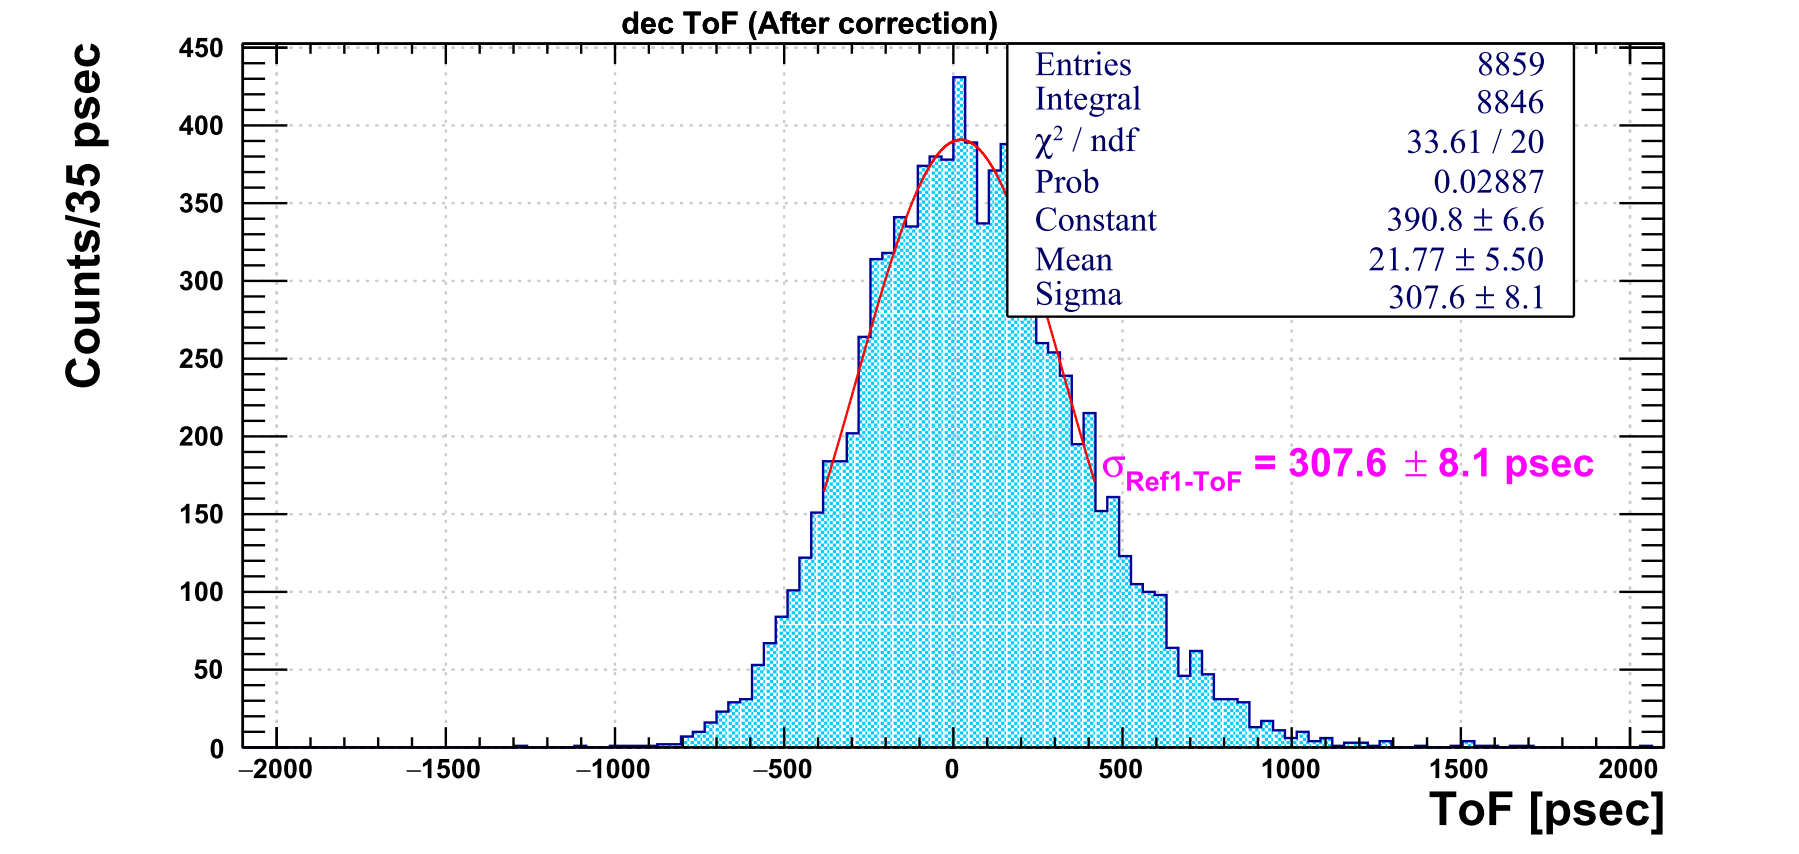 dec ToF (After correction)
Counts/35 psec
450
400
350
300
250
200
150
100
50
0
Entries 8859
Integral 8846
χ² / ndf 33.61 / 20
Prob 0.02887
Constant 390.8 ± 6.6
Mean 21.77 ± 5.50
Sigma 307.6 ± 8.1
σRef1-ToF = 307.6 ± 8.1 psec
−2000 −1500 −1000 −500 0 500 1000 1500 2000
ToF [psec]